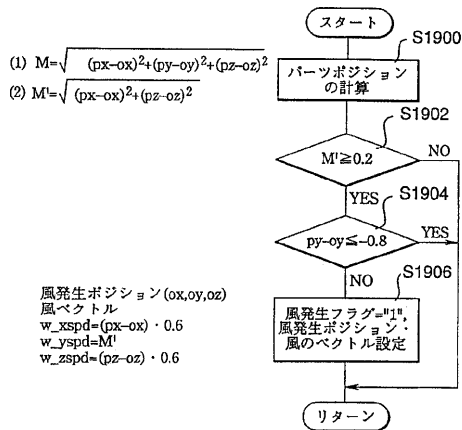 スタート
S1900
(1) M=√(px-ox)²+(py-oy)²+(pz-oz)²
(2) M'=√(px-ox)²+(pz-oz)²
パーツポジション
の計算
S1902
M'≧0.2
NO
YES
S1904
py-oy≦-0.8
YES
NO
S1906
風発生ポジション(ox,oy,oz)
風ベクトル
w_xspd=(px-ox)・0.6
w_yspd=M'
w_zspd=(pz-oz)・0.6
風発生フラグ="1",
風発生ポジション・
風のベクトル設定
リターン